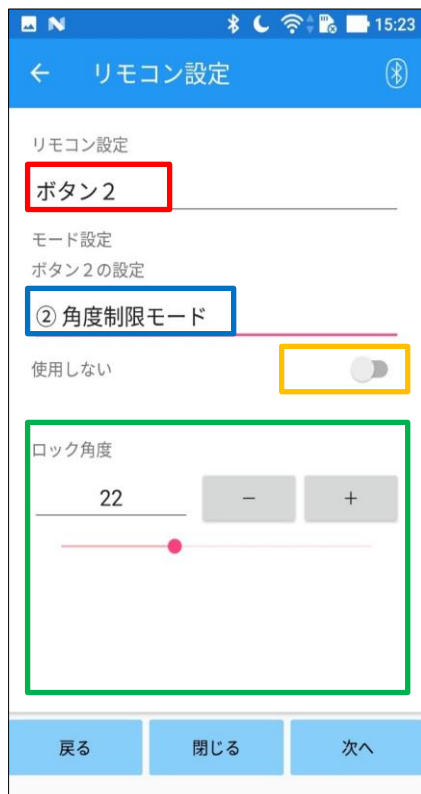 15:23
リモコン設定
リモコン設定
ボタン２
モード設定
ボタン２の設定
② 角度制限モード
使用しない
ロック角度
22 － ＋
戻る 閉じる 次へ